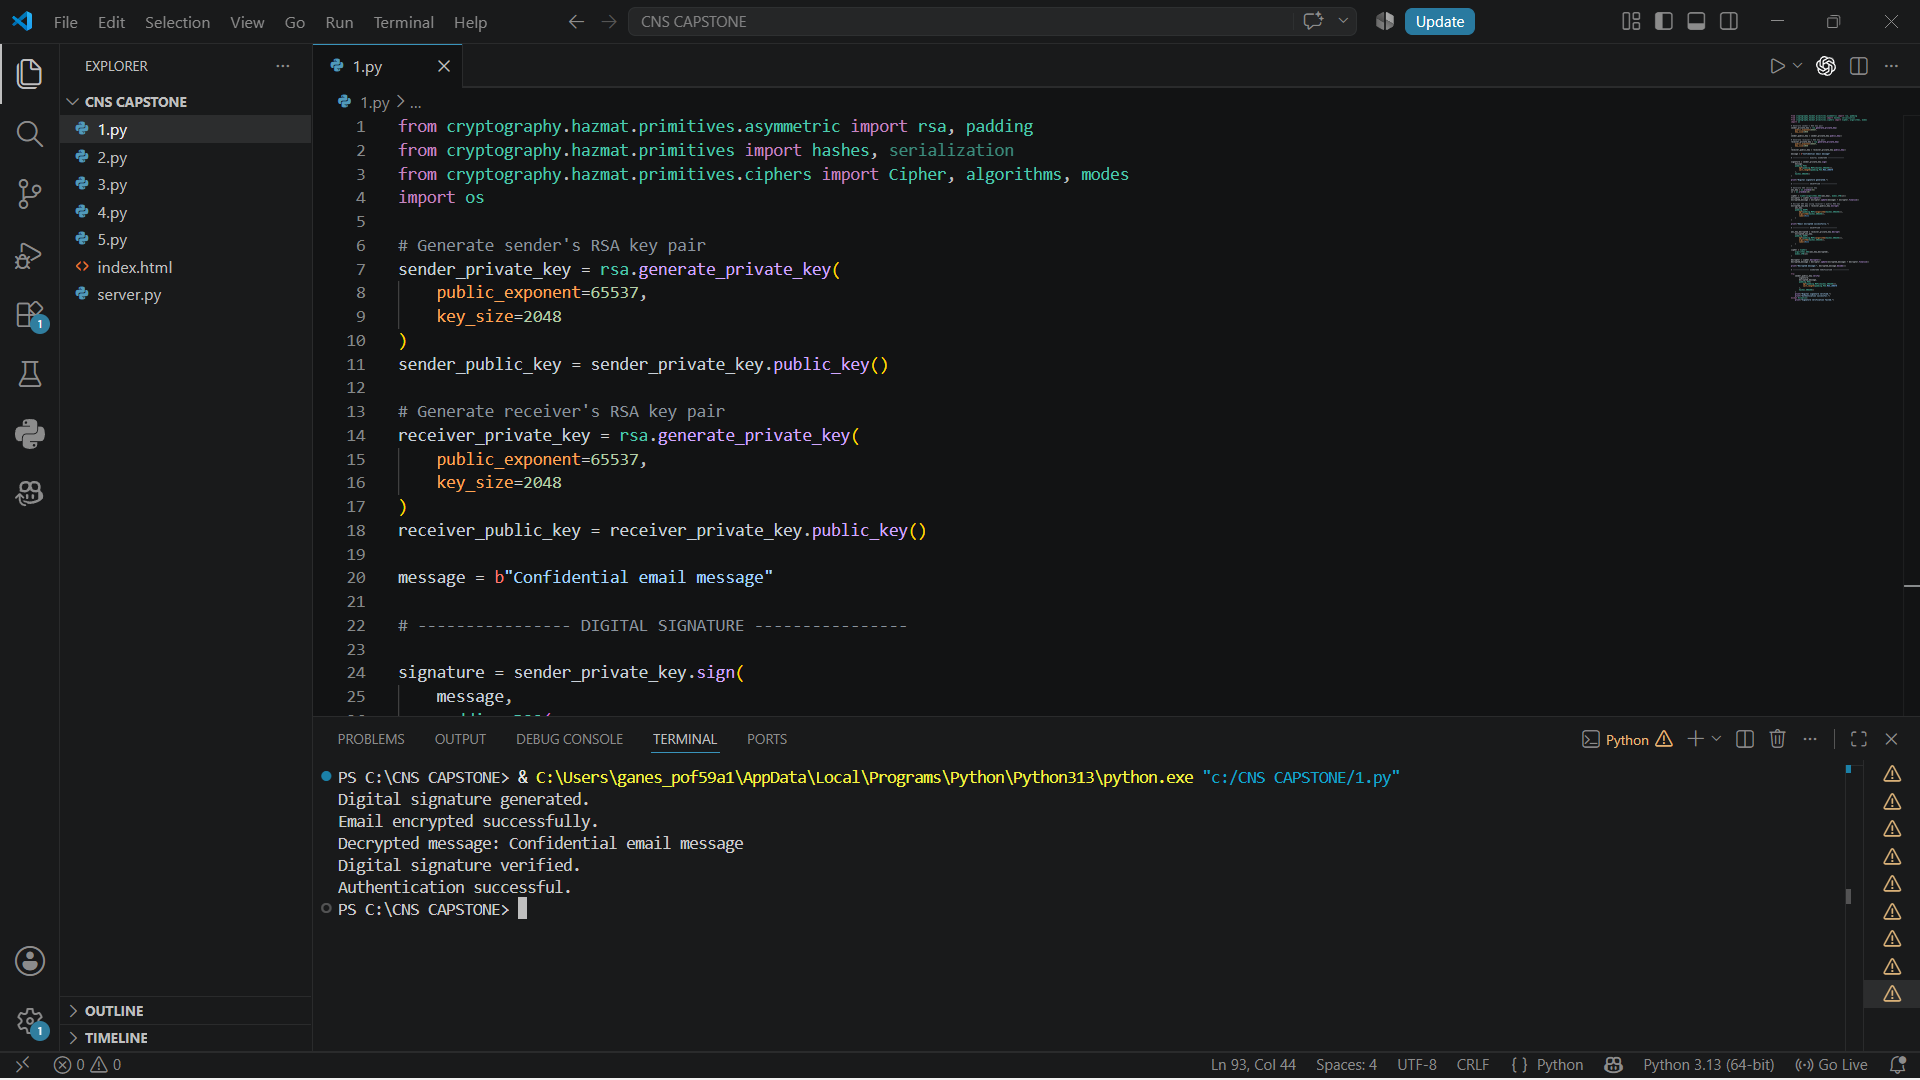 File Edit Selection View Go Run Terminal Help
CNS CAPSTONE
Update
EXPLORER
CNS CAPSTONE
1.py
2.py
3.py
4.py
5.py
index.html
server.py
OUTLINE
TIMELINE
1
1
1.py
1.py > ...
1 from cryptography.hazmat.primitives.asymmetric import rsa, padding
2 from cryptography.hazmat.primitives import hashes, serialization
3 from cryptography.hazmat.primitives.ciphers import Cipher, algorithms, modes
4 import os
5
6 # Generate sender's RSA key pair
7 sender_private_key = rsa.generate_private_key(
8     public_exponent=65537,
9     key_size=2048
10 )
11 sender_public_key = sender_private_key.public_key()
12
13 # Generate receiver's RSA key pair
14 receiver_private_key = rsa.generate_private_key(
15     public_exponent=65537,
16     key_size=2048
17 )
18 receiver_public_key = receiver_private_key.public_key()
19
20 message = b"Confidential email message"
21
22 # ---------------- DIGITAL SIGNATURE ----------------
23
24 signature = sender_private_key.sign(
25     message,
PROBLEMS OUTPUT DEBUG CONSOLE TERMINAL PORTS
Python
PS C:\CNS CAPSTONE> & C:\Users\ganes_pof59a1\AppData\Local\Programs\Python\Python313\python.exe "c:/CNS CAPSTONE/1.py"
Digital signature generated.
Email encrypted successfully.
Decrypted message: Confidential email message
Digital signature verified.
Authentication successful.
PS C:\CNS CAPSTONE>
0 0
Ln 93, Col 44 Spaces: 4 UTF-8 CRLF { } Python Python 3.13 (64-bit) Go Live